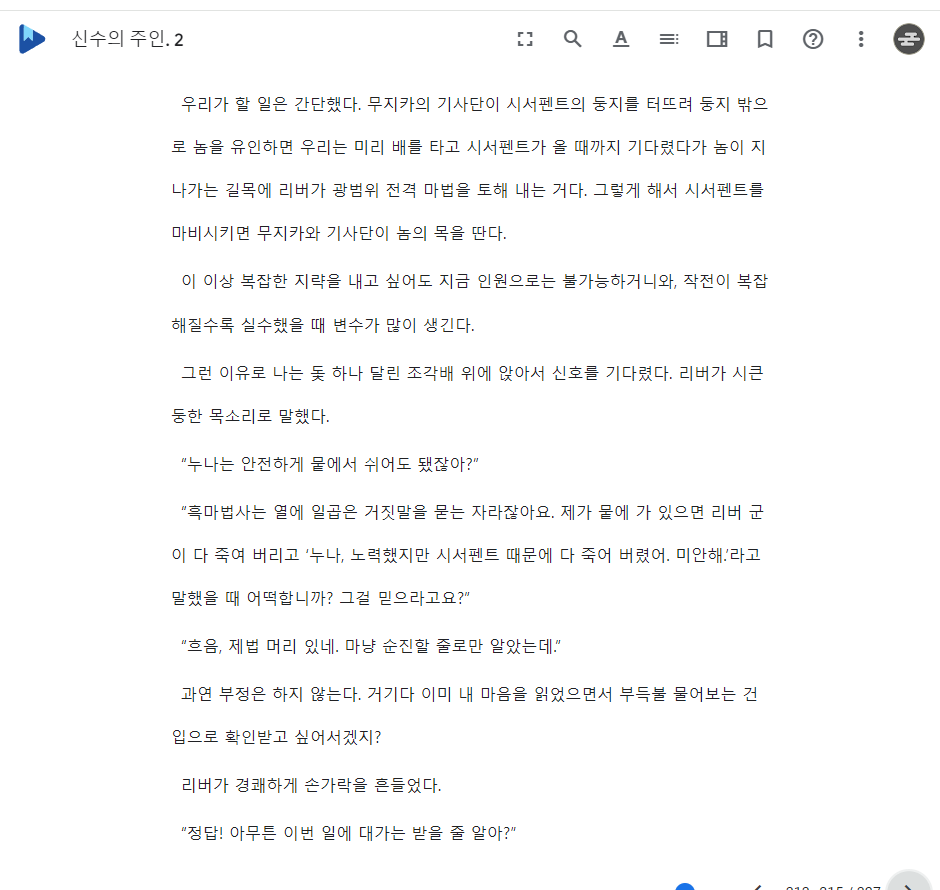 신수의 주인. 2
우리가 할 일은 간단했다. 무지카의 기사단이 시서펜트의 둥지를 터뜨려 둥지 밖으
로 놈을 유인하면 우리는 미리 배를 타고 시서펜트가 올 때까지 기다렸다가 놈이 지
나가는 길목에 리버가 광범위 전격 마법을 토해 내는 거다. 그렇게 해서 시서펜트를
마비시키면 무지카와 기사단이 놈의 목을 딴다.
이 이상 복잡한 지략을 내고 싶어도 지금 인원으로는 불가능하거니와, 작전이 복잡
해질수록 실수했을 때 변수가 많이 생긴다.
그런 이유로 나는 돛 하나 달린 조각배 위에 앉아서 신호를 기다렸다. 리버가 시큰
둥한 목소리로 말했다.
“누나는 안전하게 뭍에서 쉬어도 됐잖아?”
“흑마법사는 열에 일곱은 거짓말을 묻는 자라잖아요. 제가 뭍에 가 있으면 리버 군
이 다 죽여 버리고 ‘누나, 노력했지만 시서펜트 때문에 다 죽어 버렸어. 미안해.’라고
말했을 때 어떡합니까? 그걸 믿으라고요?”
“흐음, 제법 머리 있네. 마냥 순진할 줄로만 알았는데.”
과연 부정은 하지 않는다. 거기다 이미 내 마음을 읽었으면서 부득불 물어보는 건
입으로 확인받고 싶어서겠지?
리버가 경쾌하게 손가락을 흔들었다.
“정답! 아무튼 이번 일에 대가는 받을 줄 알아?”